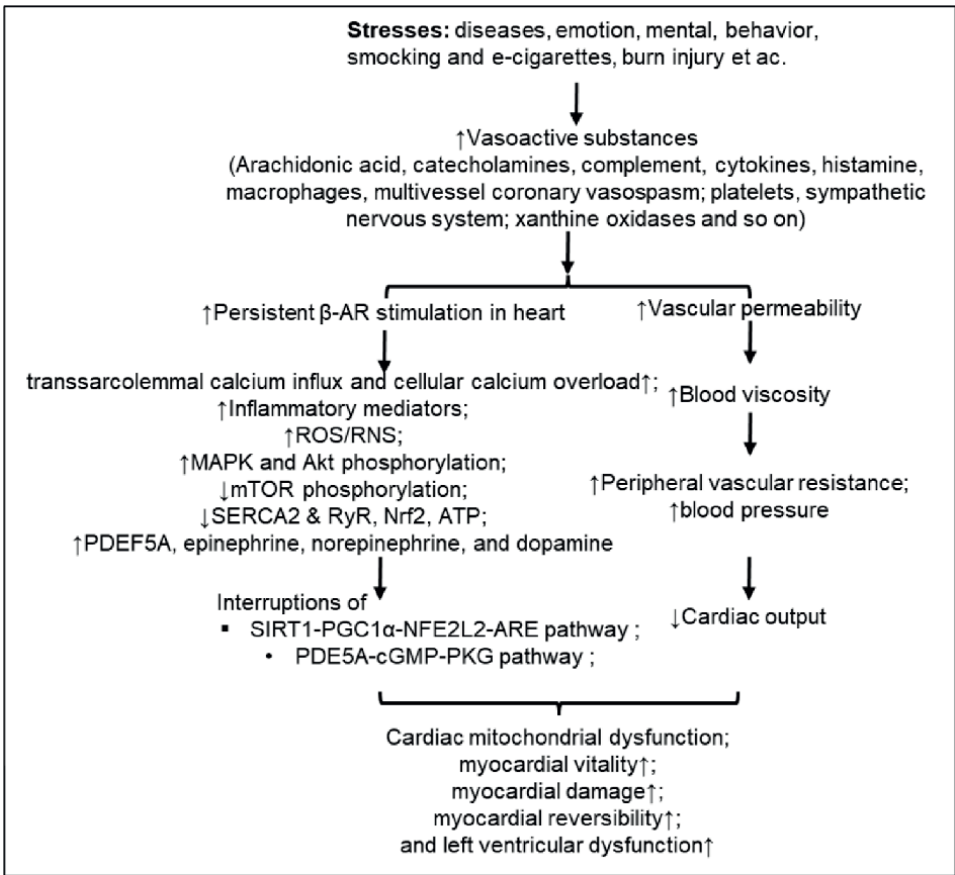 Stresses: diseases, emotion, mental, behavior,
smocking and e-cigarettes, burn injury et ac.
↑Vasoactive substances
(Arachidonic acid, catecholamines, complement, cytokines, histamine,
macrophages, multivessel coronary vasospasm; platelets, sympathetic
nervous system; xanthine oxidases and so on)
↑Persistent β-AR stimulation in heart
transsarcolemmal calcium influx and cellular calcium overload↑;
↑Inflammatory mediators;
↑ROS/RNS;
↑MAPK and Akt phosphorylation;
↓mTOR phosphorylation;
↓SERCA2 & RyR, Nrf2, ATP;
↑PDEF5A, epinephrine, norepinephrine, and dopamine
Interruptions of
▪ SIRT1-PGC1α-NFE2L2-ARE pathway ;
• PDE5A-cGMP-PKG pathway ;
↑Vascular permeability
↑Blood viscosity
↑Peripheral vascular resistance;
↑blood pressure
↓Cardiac output
Cardiac mitochondrial dysfunction;
myocardial vitality↑;
myocardial damage↑;
myocardial reversibility↑;
and left ventricular dysfunction↑